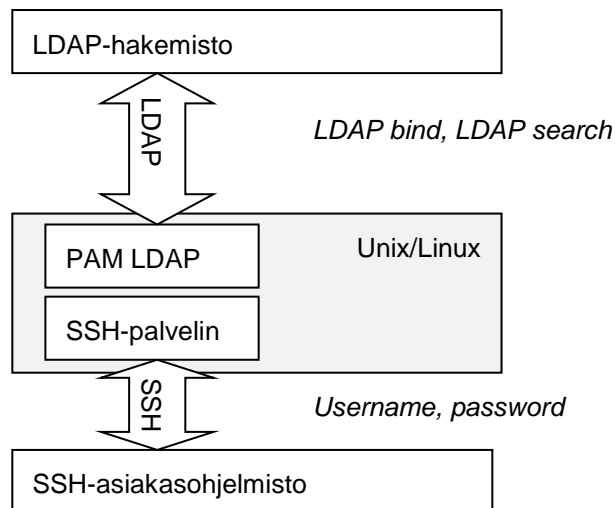 LDAP-hakemisto
LDAP
LDAP bind, LDAP search
Unix/Linux
PAM LDAP
SSH-palvelin
SSH
Username, password
SSH-asiakasohjelmisto